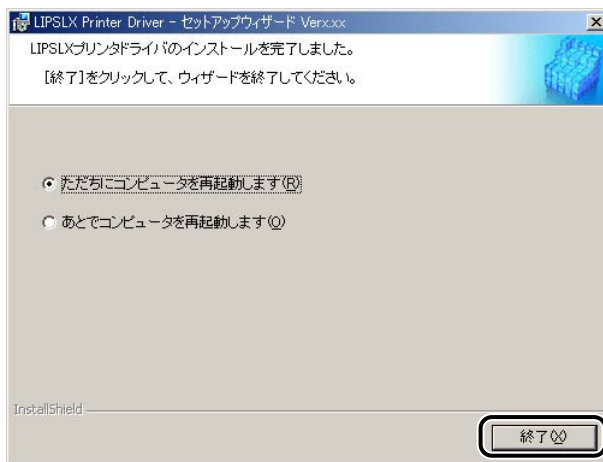 LIPSLX Printer Driver - セットアップウィザード Verx.xx
LIPSLXプリンタドライバのインストールを完了しました。
[終了]をクリックして、ウィザードを終了してください。
ただちにコンピュータを再起動します(R)
あとでコンピュータを再起動します(O)
InstallShield
終了(X)